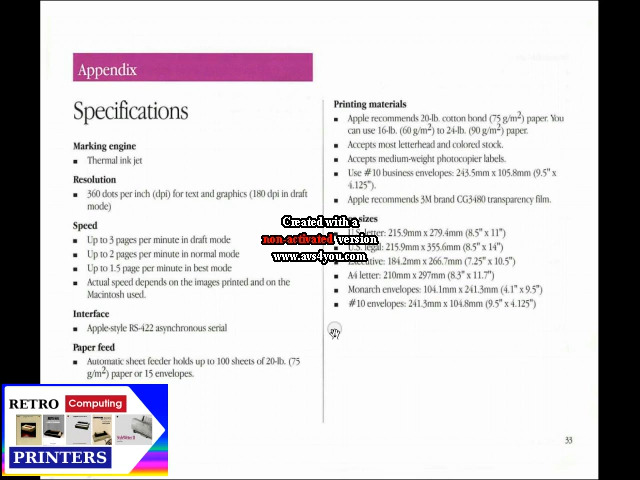 Appendix
Specifications
Marking engine
■ Thermal ink jet
Resolution
■ 360 dots per inch (dpi) for text and graphics (180 dpi in draft
mode)
Speed
■ Up to 3 pages per minute in draft mode
■ Up to 2 pages per minute in normal mode
■ Up to 1.5 page per minute in best mode
■ Actual speed depends on the images printed and on the
Macintosh used.
Interface
■ Apple-style RS-422 asynchronous serial
Paper feed
■ Automatic sheet feeder holds up to 100 sheets of 20-lb. (75
g/m2) paper or 15 envelopes.
Printing materials
■ Apple recommends 20-lb. cotton bond (75 g/m2) paper. You
can use 16-lb. (60 g/m2) to 24-lb. (90 g/m2) paper.
■ Accepts most letterhead and colored stock.
■ Accepts medium-weight photocopier labels.
■ Use #10 business envelopes: 243.5mm x 105.8mm (9.5" x
4.125").
■ Apple recommends 3M brand CG3480 transparency film.
sizes
U.S. letter: 215.9mm x 279.4mm (8.5" x 11")
U.S. legal: 215.9mm x 355.6mm (8.5" x 14")
Executive: 184.2mm x 266.7mm (7.25" x 10.5")
■ A4 letter: 210mm x 297mm (8.3" x 11.7")
■ Monarch envelopes: 104.1mm x 241.3mm (4.1" x 9.5")
■ #10 envelopes: 241.3mm x 104.8mm (9.5" x 4.125")
33
Created with a
non-activated version
www.avs4you.com
RETRO Computing
PRINTERS